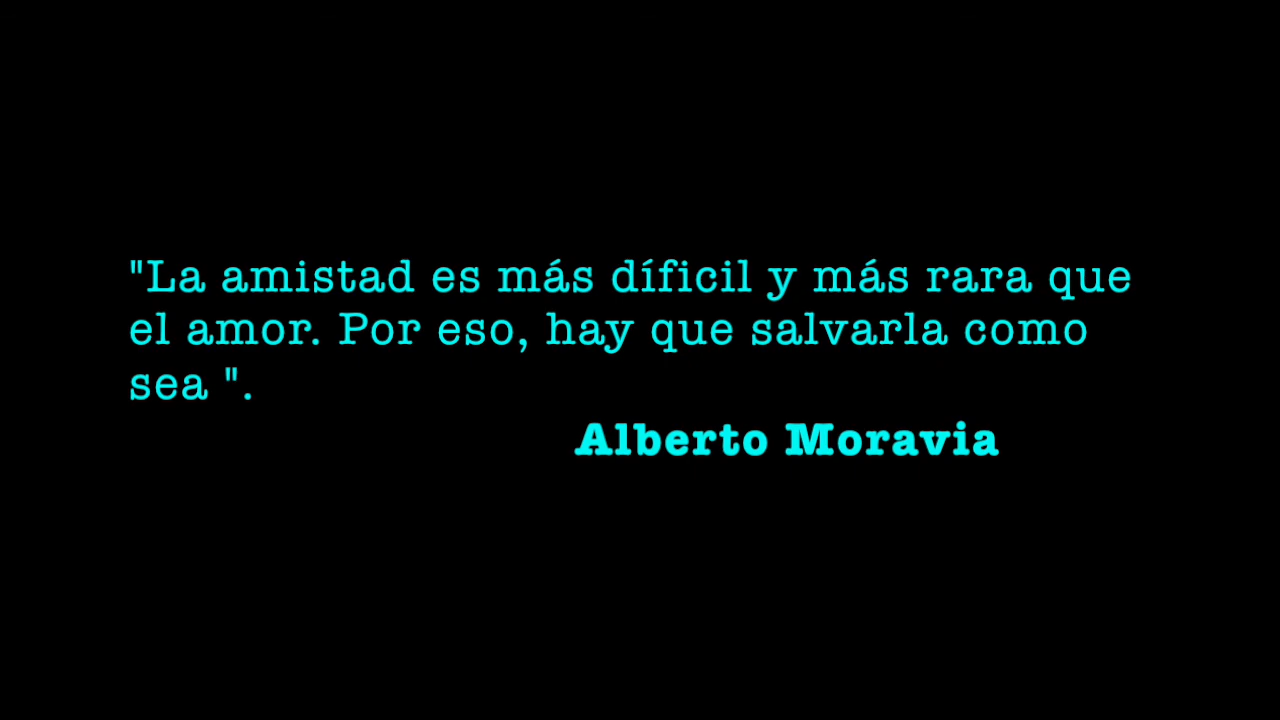 "La amistad es más díficil y más rara que
el amor. Por eso, hay que salvarla como
sea ".
Alberto Moravia